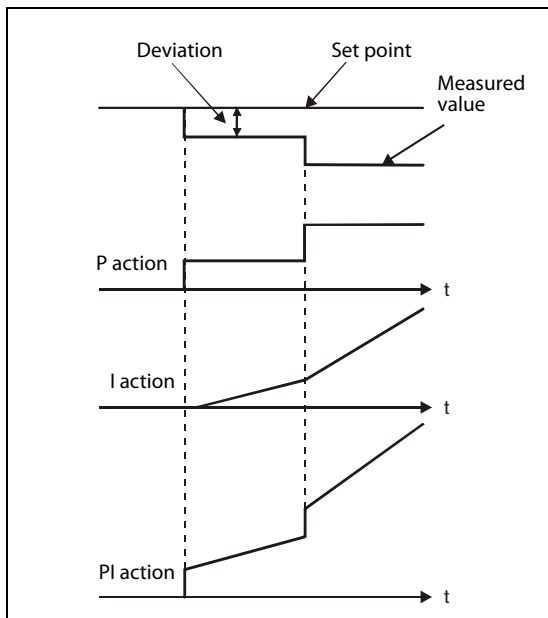 Deviation
Set point
Measured
value
P action
t
I action
t
PI action
t